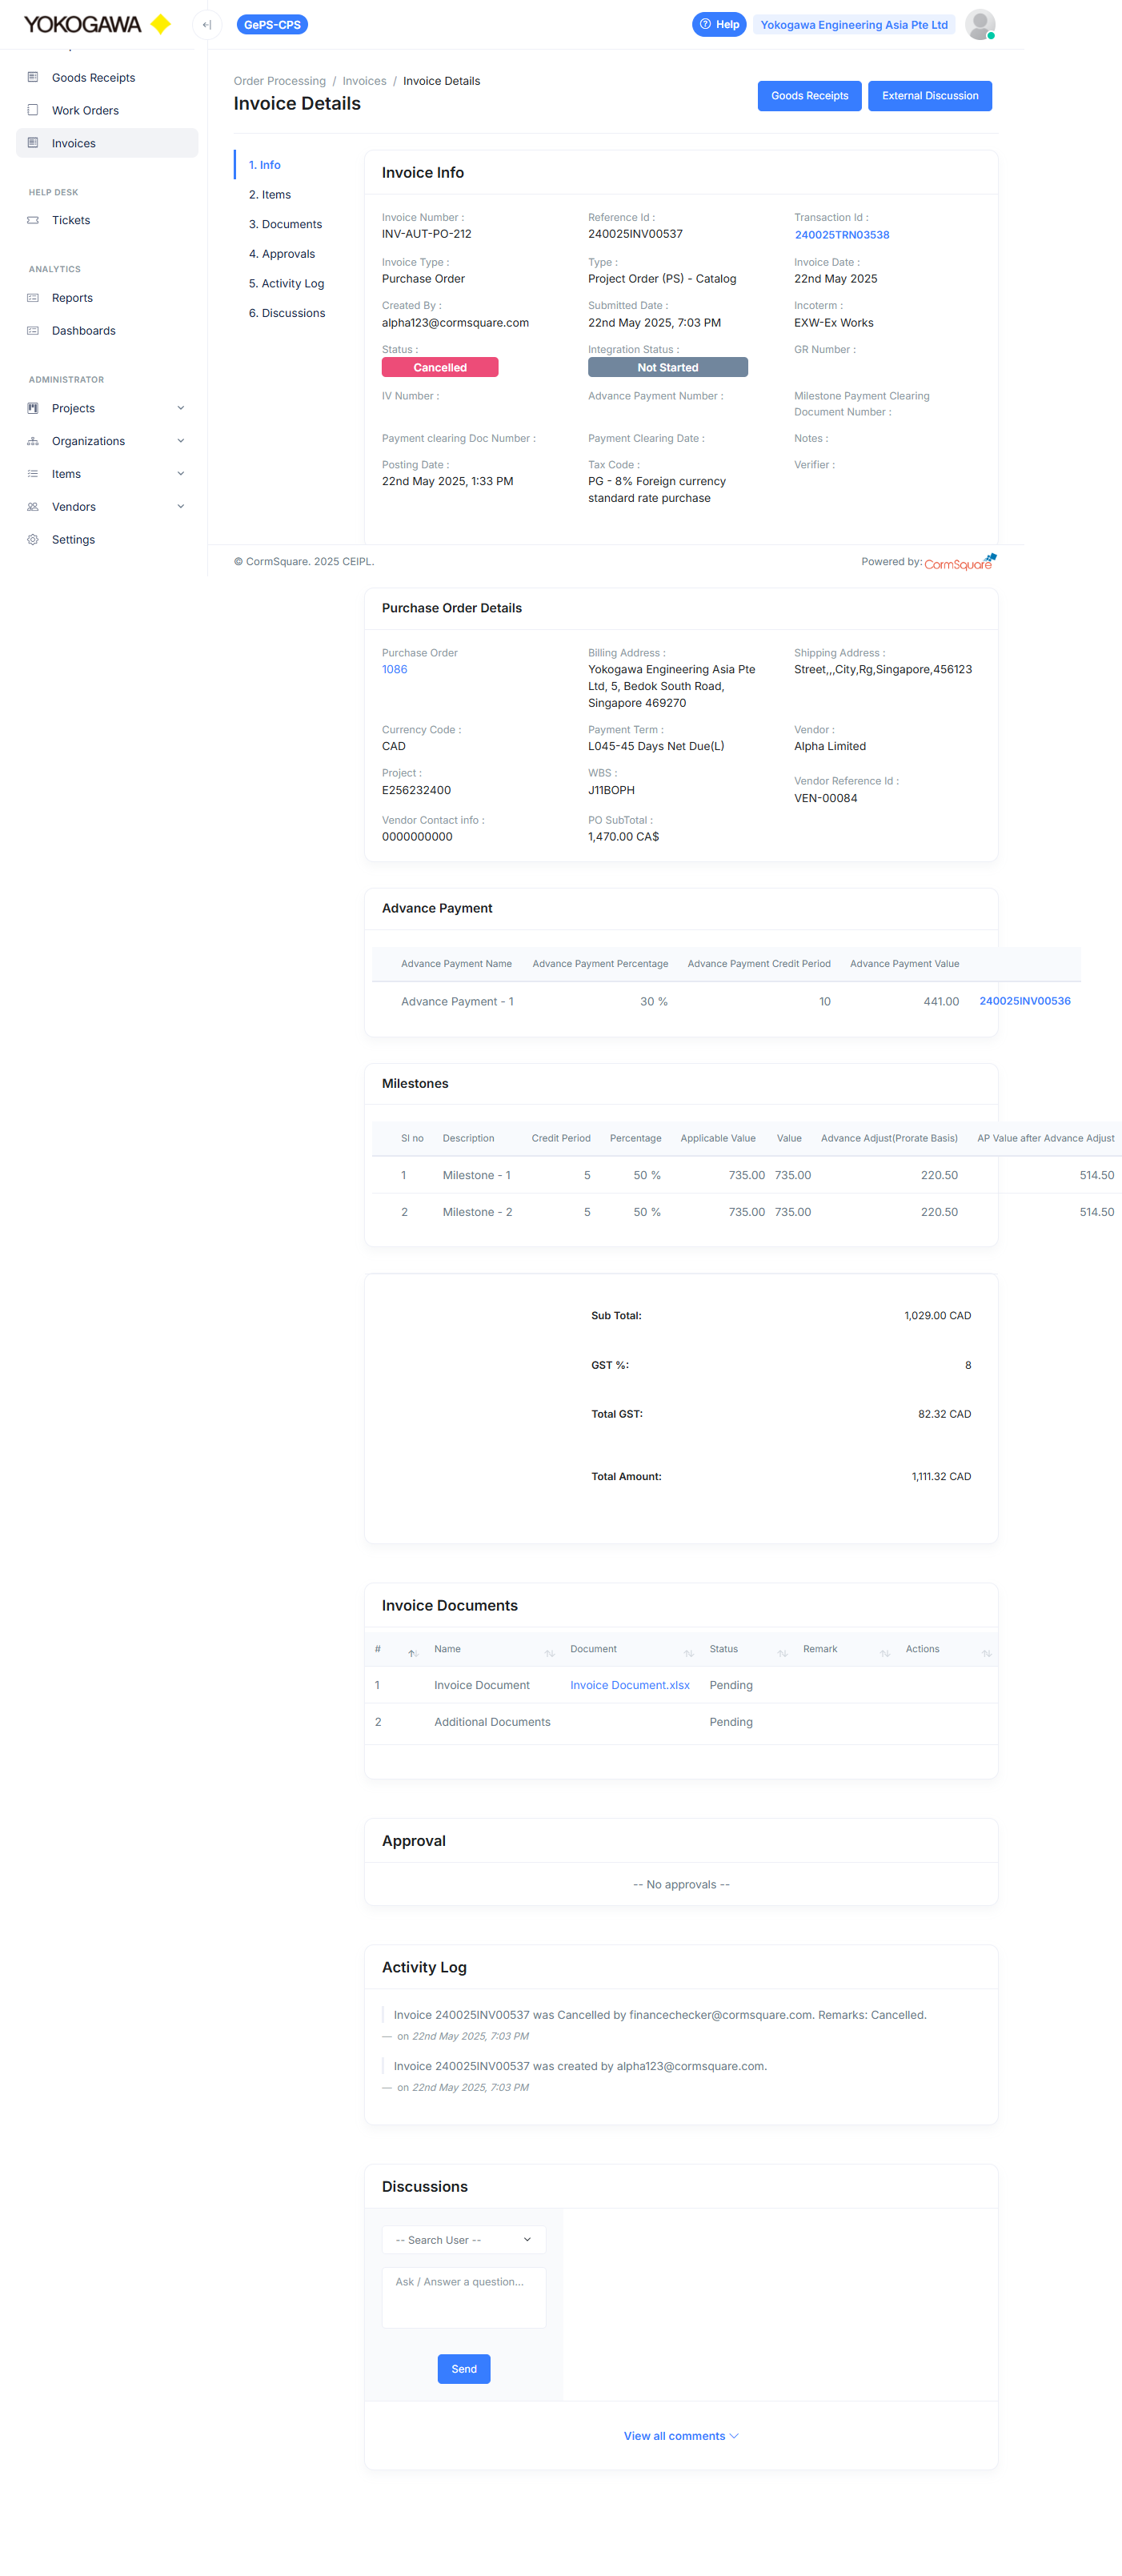 YOKOGAWA
GePS-CPS
Help
Yokogawa Engineering Asia Pte Ltd
Goods Receipts
Work Orders
Invoices
HELP DESK
Tickets
ANALYTICS
Reports
Dashboards
ADMINISTRATOR
Projects
Organizations
Items
Vendors
Settings
Order Processing / Invoices / Invoice Details
Invoice Details
Goods Receipts
External Discussion
1. Info
2. Items
3. Documents
4. Approvals
5. Activity Log
6. Discussions
Invoice Info
Invoice Number :
INV-AUT-PO-212
Reference Id :
240025INV00537
Transaction Id :
240025TRN03538
Invoice Type :
Purchase Order
Type :
Project Order (PS) - Catalog
Invoice Date :
22nd May 2025
Created By :
alpha123@cormsquare.com
Submitted Date :
22nd May 2025, 7:03 PM
Incoterm :
EXW-Ex Works
Status :
Cancelled
Integration Status :
Not Started
GR Number :
IV Number :
Advance Payment Number :
Milestone Payment Clearing
Document Number :
Payment clearing Doc Number :
Payment Clearing Date :
Notes :
Posting Date :
22nd May 2025, 1:33 PM
Tax Code :
PG - 8% Foreign currency
standard rate purchase
Verifier :
© CormSquare. 2025 CEIPL.
Powered by: CormSquare
Purchase Order Details
Purchase Order
1086
Billing Address :
Yokogawa Engineering Asia Pte
Ltd, 5, Bedok South Road,
Singapore 469270
Shipping Address :
Street,,,City,Rg,Singapore,456123
Currency Code :
CAD
Payment Term :
L045-45 Days Net Due(L)
Vendor :
Alpha Limited
Project :
E256232400
WBS :
J11BOPH
Vendor Reference Id :
VEN-00084
Vendor Contact info :
0000000000
PO SubTotal :
1,470.00 CA$
Advance Payment
Advance Payment Name Advance Payment Percentage Advance Payment Credit Period Advance Payment Value
Advance Payment - 1 30 % 10 441.00 240025INV00536
Milestones
Sl no Description Credit Period Percentage Applicable Value Value Advance Adjust(Prorate Basis) AP Value after Advance Adjust
1 Milestone - 1 5 50 % 735.00 735.00 220.50 514.50
2 Milestone - 2 5 50 % 735.00 735.00 220.50 514.50
Sub Total: 1,029.00 CAD
GST %: 8
Total GST: 82.32 CAD
Total Amount: 1,111.32 CAD
Invoice Documents
# Name Document Status Remark Actions
1 Invoice Document Invoice Document.xlsx Pending
2 Additional Documents Pending
Approval
-- No approvals --
Activity Log
Invoice 240025INV00537 was Cancelled by financechecker@cormsquare.com. Remarks: Cancelled.
— on 22nd May 2025, 7:03 PM
Invoice 240025INV00537 was created by alpha123@cormsquare.com.
— on 22nd May 2025, 7:03 PM
Discussions
-- Search User --
Ask / Answer a question...
Send
View all comments